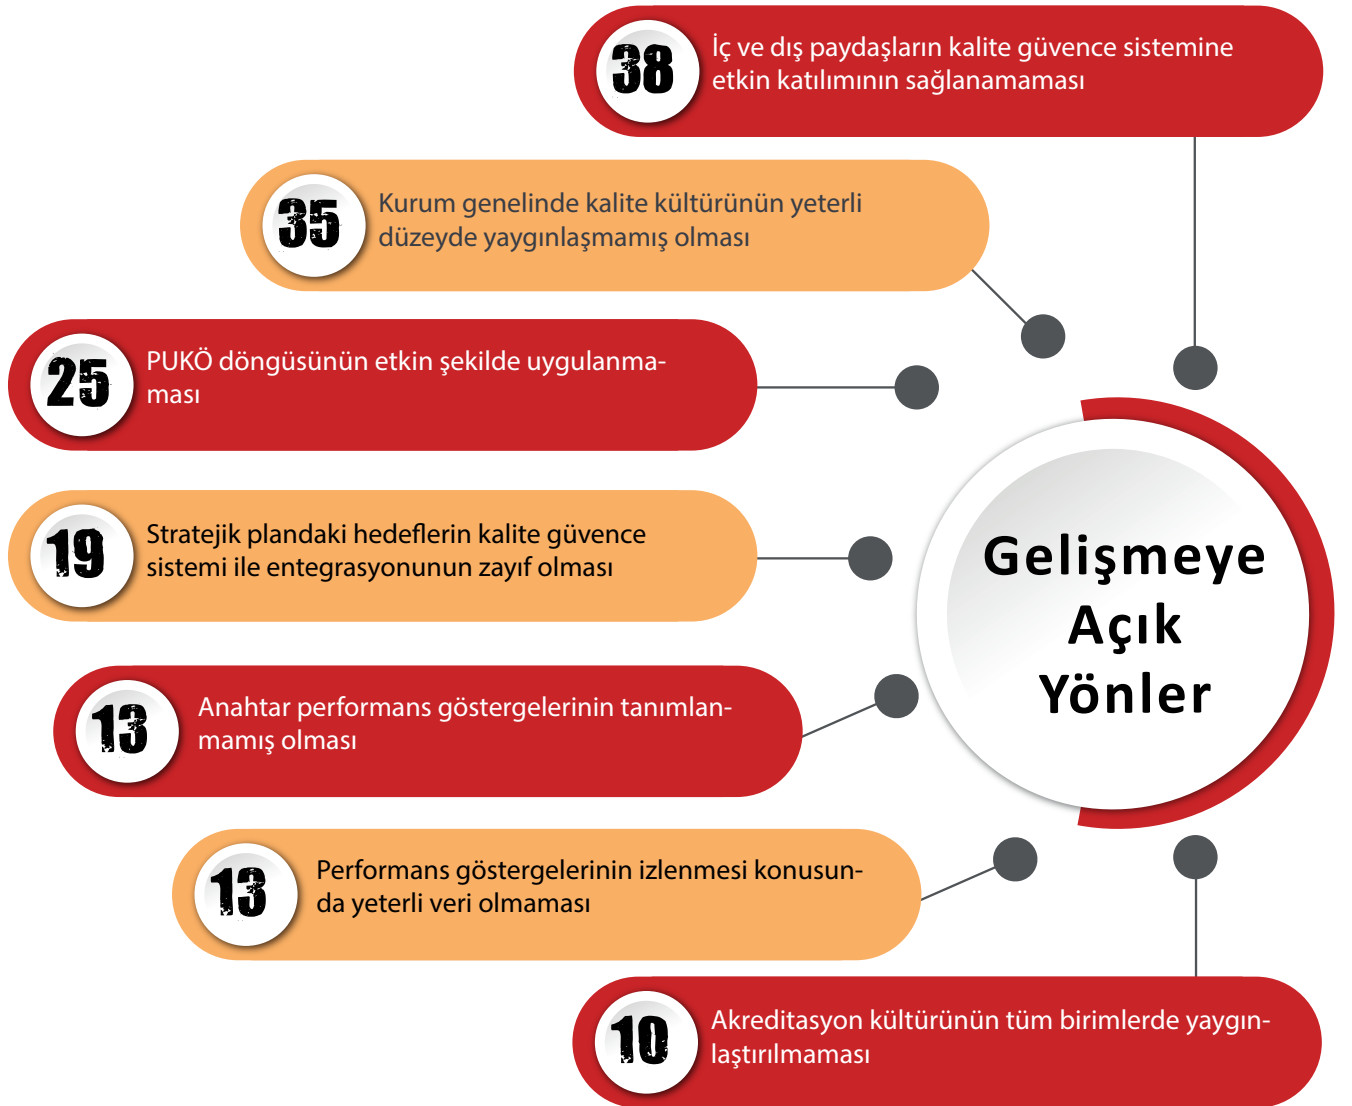 38
İç ve dış paydaşların kalite güvence sistemine
etkin katılımının sağlanamaması
35
Kurum genelinde kalite kültürünün yeterli
düzeyde yaygınlaşmamış olması
25
PUKÖ döngüsünün etkin şekilde uygulanma-
ması
19
Stratejik plandaki hedeflerin kalite güvence
sistemi ile entegrasyonunun zayıf olması
13
Anahtar performans göstergelerinin tanımlan-
mamış olması
13
Performans göstergelerinin izlenmesi konusun-
da yeterli veri olmaması
10
Akreditasyon kültürünün tüm birimlerde yaygın-
laştırılmaması
Gelişmeye
Açık
Yönler